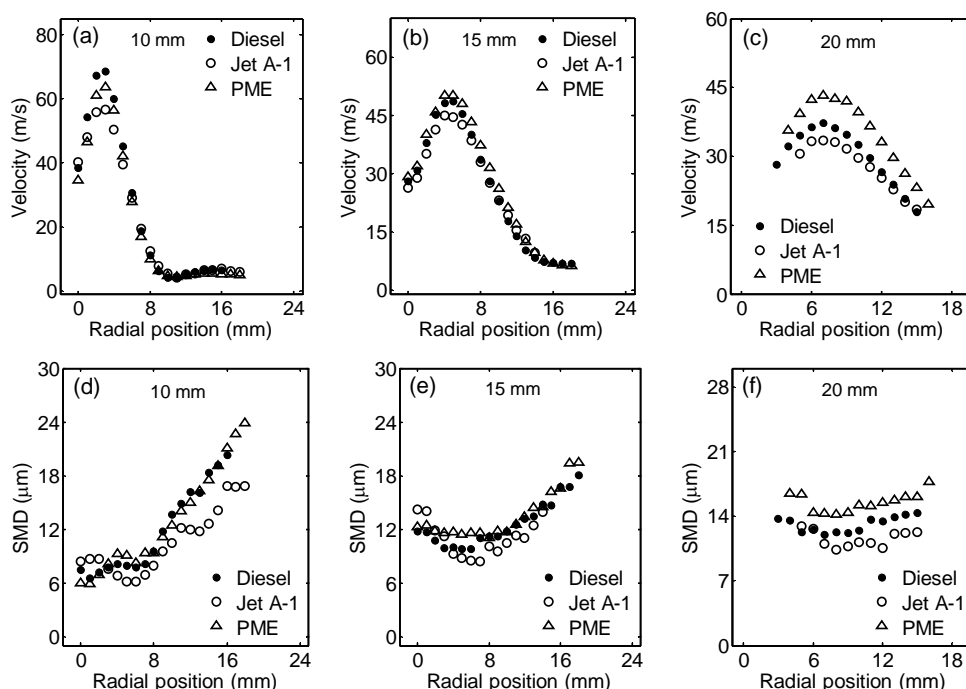 (a)
10 mm
Diesel
Jet A-1
PME
80
60
40
20
0
Velocity (m/s)
0 8 16 24
Radial position (mm)
(b)
15 mm
Diesel
Jet A-1
PME
60
45
30
15
0
Velocity (m/s)
0 8 16 24
Radial position (mm)
(c)
20 mm
60
45
30
15
0
Velocity (m/s)
Diesel
Jet A-1
PME
0 6 12 18
Radial position (mm)
(d)
10 mm
30
24
18
12
6
0
SMD (μm)
Diesel
Jet A-1
PME
0 8 16 24
Radial position (mm)
(e)
15 mm
30
24
18
12
6
0
SMD (μm)
Diesel
Jet A-1
PME
0 8 16 24
Radial position (mm)
(f)
20 mm
28
21
14
7
0
SMD (μm)
Diesel
Jet A-1
PME
0 6 12 18
Radial position (mm)